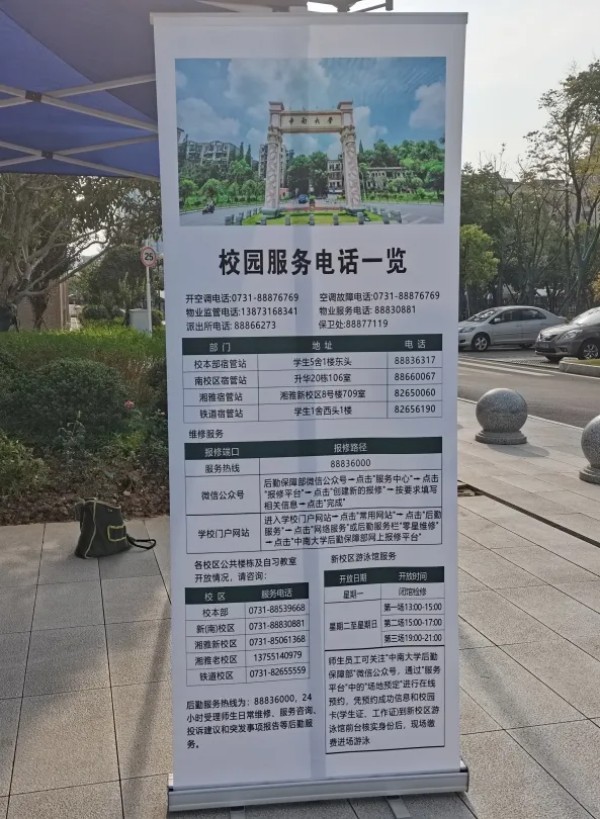 中南大学
25
校园服务电话一览
开空调电话:0731-88876769 空调故障电话:0731-88876769
物业监管电话:13873168341 物业服务电话: 88830881
派出所电话: 88866273 保卫处:88877119
部 门 地 址 电 话
校本部宿管站 学生5舍1楼东头 88836317
南校区宿管站 升华20栋106室 88660067
湘雅宿管站 湘雅新校区8号楼709室 82650060
铁道宿管站 学生1舍西头1楼 82656190
维修服务
报修端口 报修路径
服务热线 88836000
微信公众号
后勤保障部微信公众号→点击"服务中心"→点击
"报修平台"→点击"创建新的报修"→按要求填写
相关信息→点击"完成"
学校门户网站
进入学校门户网站→点击"常用网站"→点击"后勤
服务"→点击"网络服务"或后勤服务栏"零星维修"
→点击"中南大学后勤保障部网上报修平台"
各校区公共楼栋及自习教室
开放情况，请咨询：
校 区 服务电话
校本部 0731-88539668
新(南)校区 0731-88830881
湘雅新校区 0731-85061368
湘雅老校区 13755140979
铁道校区 0731-82655559
后勤服务热线为：88836000，24
小时受理师生日常维修、服务咨询、
投诉建议和突发事项报告等后勤服
务。
新校区游泳馆服务
开放日期 开放时间
星期一 闭馆检修
星期二至星期日
第一场13:00-15:00
第二场15:00-17:00
第三场19:00-21:00
师生员工可关注"中南大学后勤
保障部"微信公众号，通过"服务
平台"中的"场地预定"进行在线
预约，凭预约成功信息和校园
卡(学生证、工作证)到新校区游
泳馆前台核实身份后，现场缴
费进场游泳